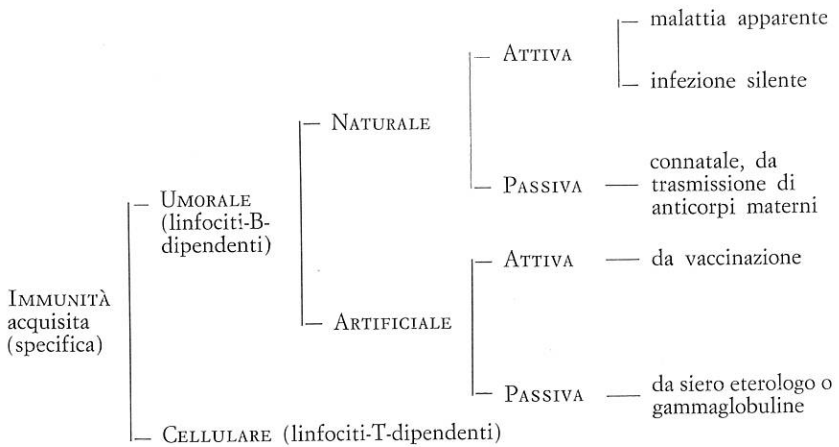 malattia apparente
ATTIVA
infezione silente
NATURALE
PASSIVA
connatale, da
trasmissione di
anticorpi materni
UMORALE
(linfociti-B-
dipendenti)
ATTIVA
da vaccinazione
IMMUNITÀ
acquisita
(specifica)
ARTIFICIALE
PASSIVA
da siero eterologo o
gammaglobuline
CELLULARE (linfociti-T-dipendenti)